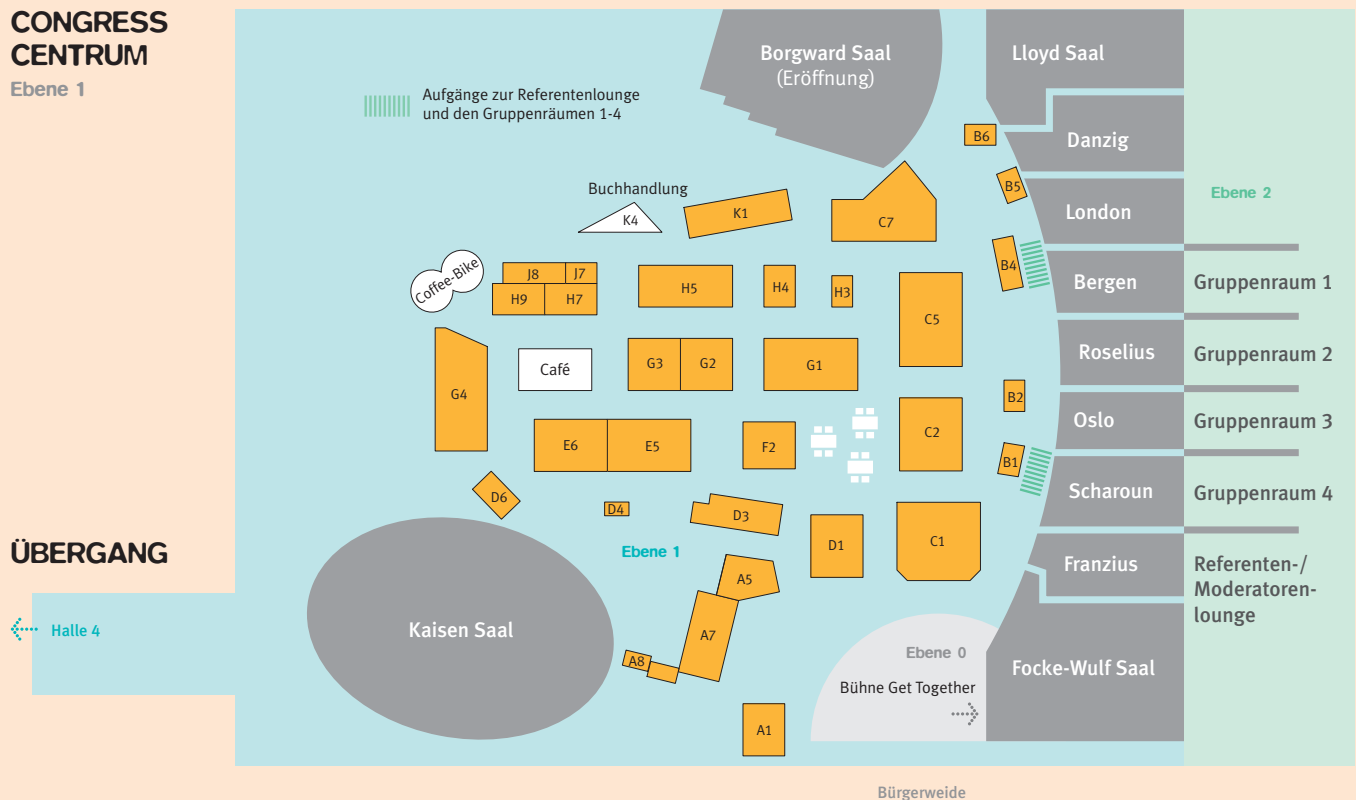 CONGRESS
CENTRUM
Ebene 1
Aufgänge zur Referentenlounge
und den Gruppenräumen 1-4
Borgward Saal
(Eröffnung)
Lloyd Saal
B6
Danzig
B5
London
Ebene 2
Buchhandlung
K4
K1
C7
B4
Bergen
Gruppenraum 1
Coffee-Bike
J8
J7
H9
H7
H5
H4
H3
C5
Roselius
Gruppenraum 2
G4
Café
G3
G2
G1
B2
Oslo
Gruppenraum 3
E6
E5
F2
C2
B1
Scharoun
Gruppenraum 4
D6
D4
D3
D1
C1
Ebene 1
ÜBERGANG
Halle 4
Franzius
Referenten-/
Moderatoren-
lounge
A5
A7
A8
Kaisen Saal
Ebene 0
Bühne Get Together
Focke-Wulf Saal
A1
Bürgerweide